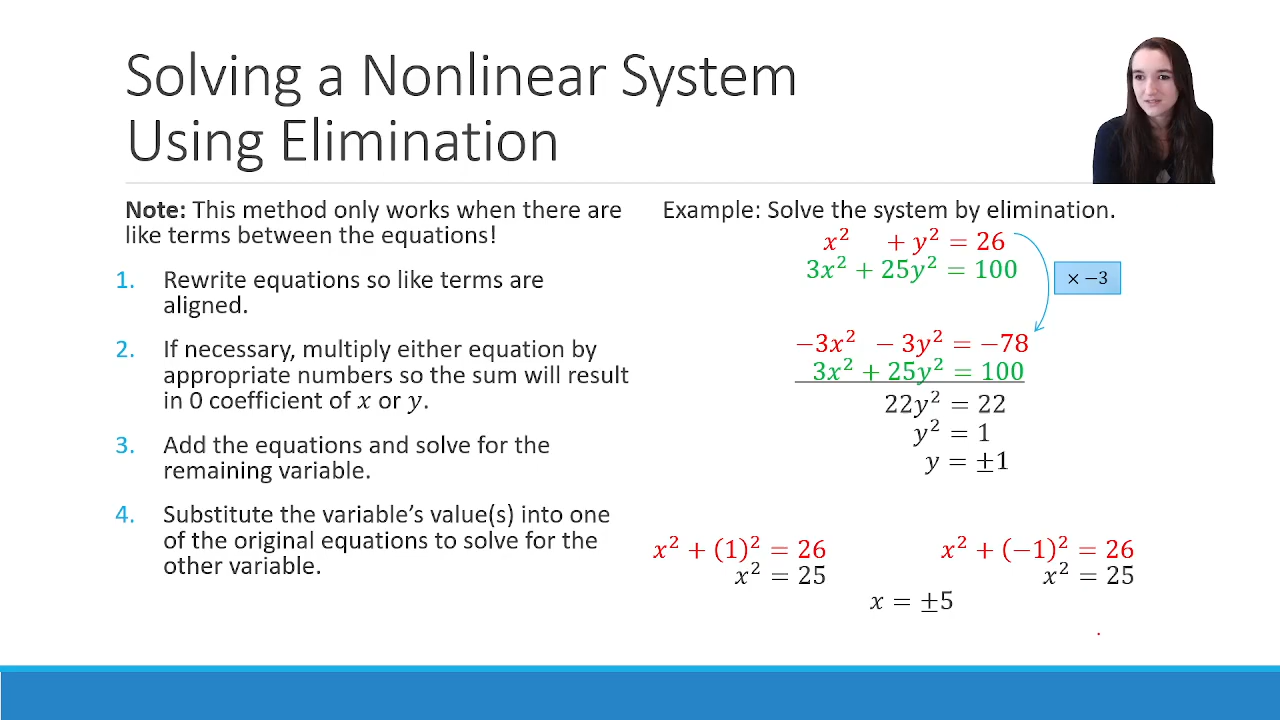 Solving a Nonlinear System
Using Elimination
Note: This method only works when there are
like terms between the equations!
1. Rewrite equations so like terms are
aligned.
2. If necessary, multiply either equation by
appropriate numbers so the sum will result
in 0 coefficient of x or y.
3. Add the equations and solve for the
remaining variable.
4. Substitute the variable's value(s) into one
of the original equations to solve for the
other variable.
Example: Solve the system by elimination.
x² + y² = 26
3x² + 25y² = 100
× −3
−3x² − 3y² = −78
3x² + 25y² = 100
22y² = 22
y² = 1
y = ±1
x² + (1)² = 26
x² = 25
x² + (−1)² = 26
x² = 25
x = ±5